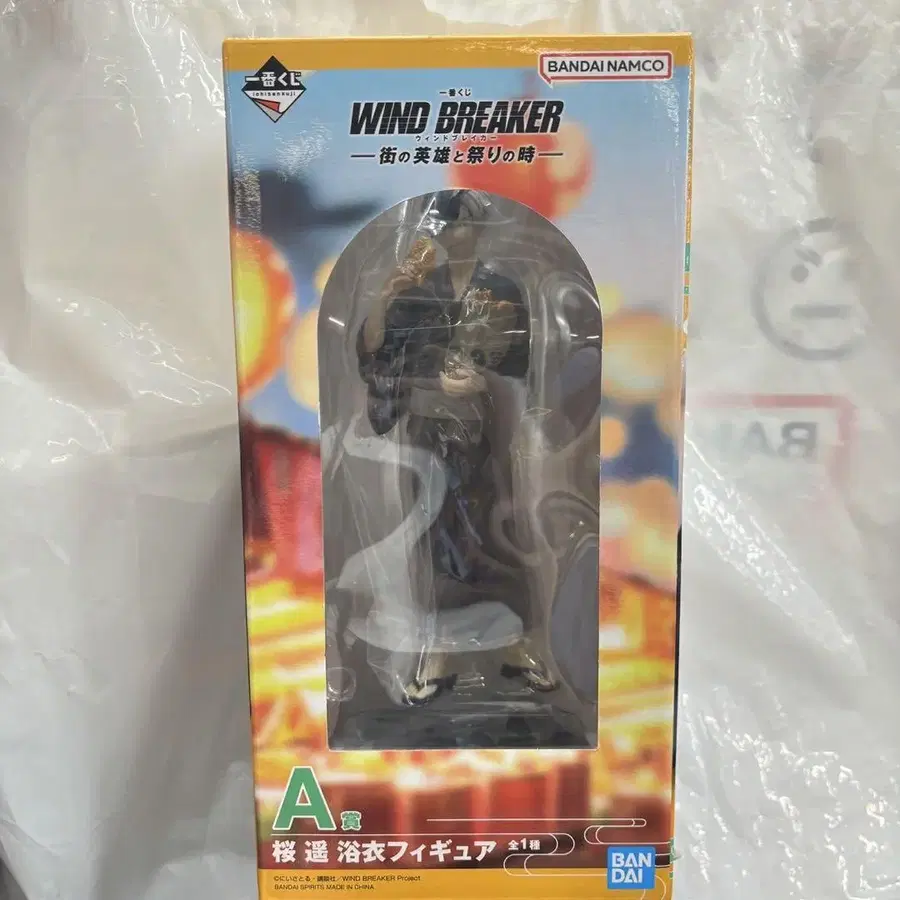 一番くじ
ichibankuji
BANDAI NAMCO
一番くじ
WIND BREAKER
ウィンドブレイカー
街の英雄と祭りの時
A賞
桜 遥 浴衣フィギュア 全1種
©にいさとる・講談社／WIND BREAKER Project
BANDAI SPIRITS MADE IN CHINA
BAN
DAI